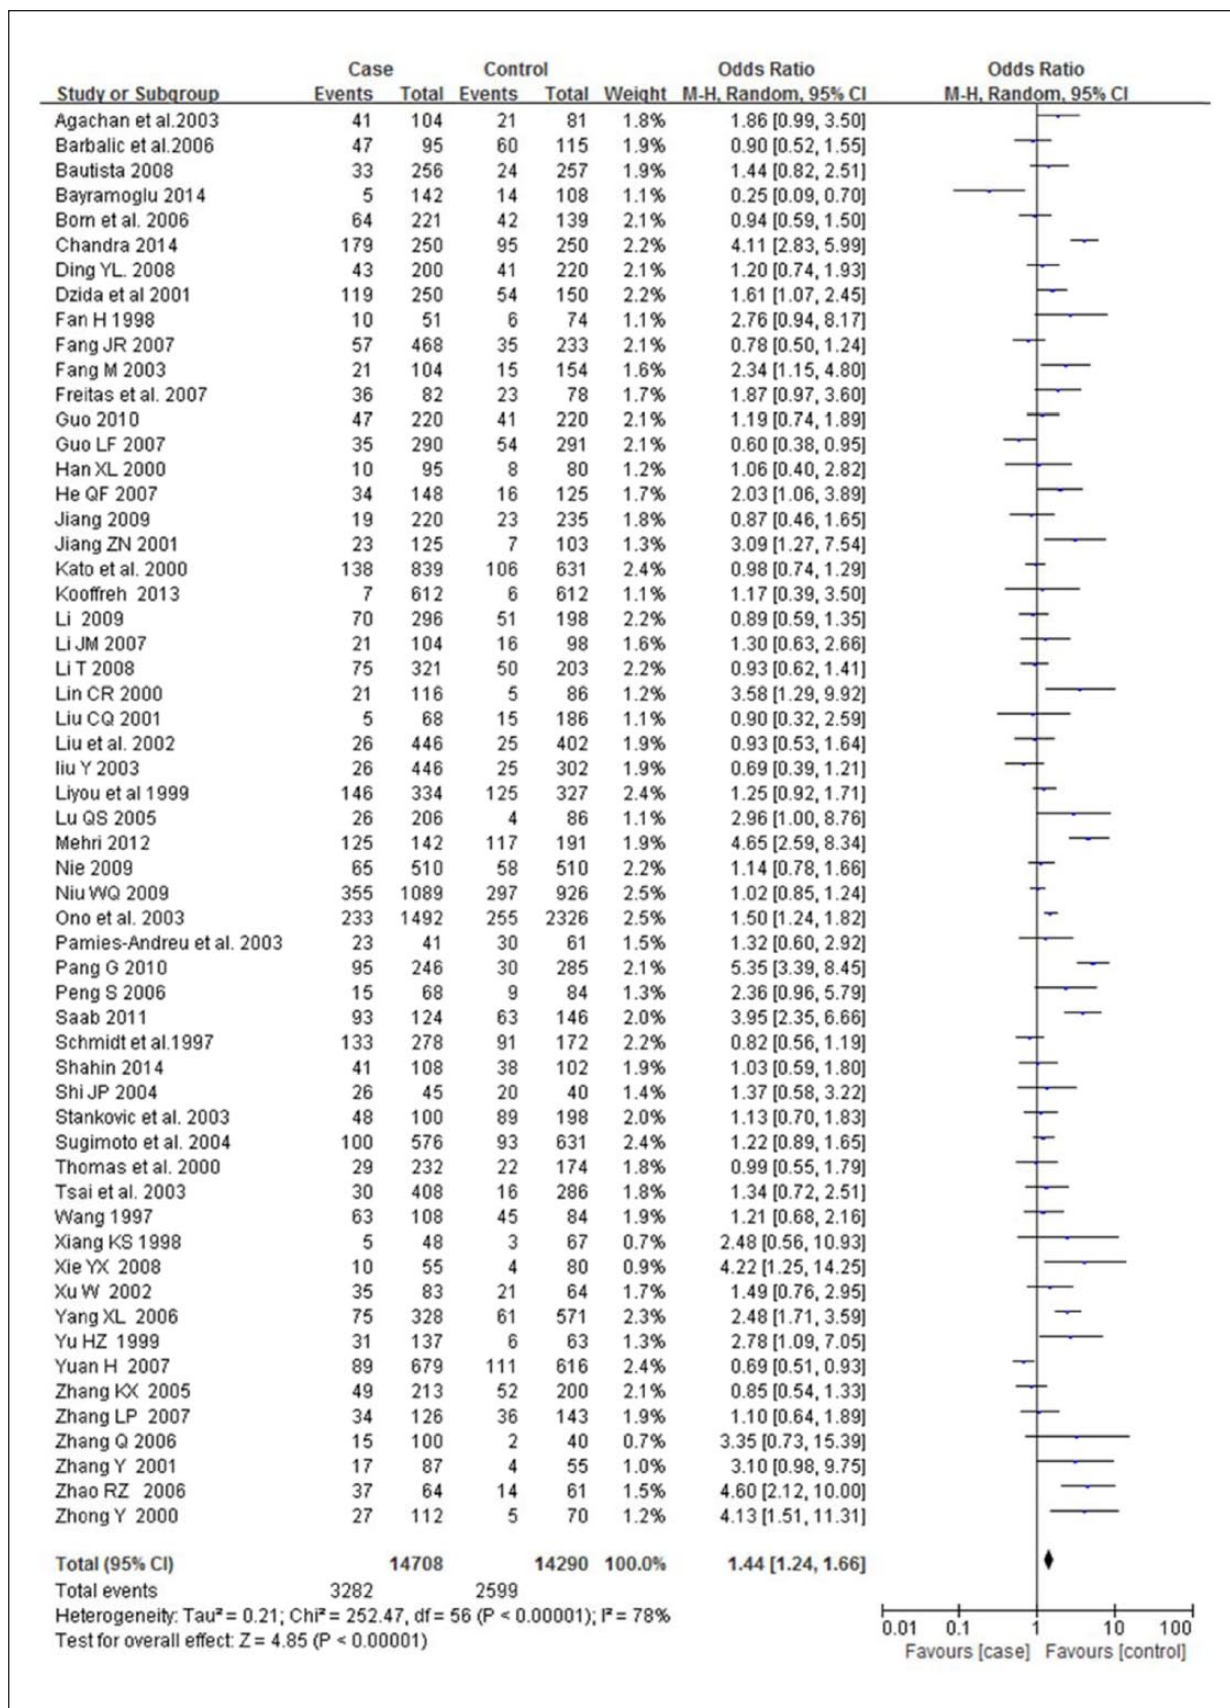 Case Control Odds Ratio Odds Ratio
Study or Subgroup Events Total Events Total Weight M-H, Random, 95% CI M-H, Random, 95% CI
Agachan et al.2003 41 104 21 81 1.8% 1.86 [0.99, 3.50]
Barbalic et al.2006 47 95 60 115 1.9% 0.90 [0.52, 1.55]
Bautista 2008 33 256 24 257 1.9% 1.44 [0.82, 2.51]
Bayramoglu 2014 5 142 14 108 1.1% 0.25 [0.09, 0.70]
Born et al. 2006 64 221 42 139 2.1% 0.94 [0.59, 1.50]
Chandra 2014 179 250 95 250 2.2% 4.11 [2.83, 5.99]
Ding YL. 2008 43 200 41 220 2.1% 1.20 [0.74, 1.93]
Dzida et al 2001 119 250 54 150 2.2% 1.61 [1.07, 2.45]
Fan H 1998 10 51 6 74 1.1% 2.76 [0.94, 8.17]
Fang JR 2007 57 468 35 233 2.1% 0.78 [0.50, 1.24]
Fang M 2003 21 104 15 154 1.6% 2.34 [1.15, 4.80]
Freitas et al. 2007 36 82 23 78 1.8% 1.87 [0.97, 3.60]
Guo 2010 47 220 41 220 2.1% 1.19 [0.74, 1.89]
Guo LF 2007 35 290 54 291 2.1% 0.60 [0.38, 0.95]
Han XL 2000 10 95 8 80 1.2% 1.06 [0.40, 2.82]
He QF 2007 34 148 16 125 1.7% 2.03 [1.06, 3.89]
Jiang 2009 19 220 23 235 1.8% 0.87 [0.46, 1.65]
Jiang ZN 2001 23 125 7 103 1.3% 3.09 [1.27, 7.54]
Kato et al. 2000 138 839 106 631 2.4% 0.98 [0.74, 1.29]
Kooffreh 2013 7 612 6 612 1.1% 1.17 [0.39, 3.50]
Li 2009 70 296 51 198 2.2% 0.89 [0.59, 1.35]
Li JM 2007 21 104 16 98 1.6% 1.30 [0.63, 2.66]
Li T 2008 75 321 50 203 2.2% 0.93 [0.62, 1.41]
Lin CR 2000 21 116 5 86 1.2% 3.58 [1.29, 9.92]
Liu CQ 2001 5 68 15 186 1.1% 0.90 [0.32, 2.59]
Liu et al. 2002 26 446 25 402 1.9% 0.93 [0.53, 1.64]
liu Y 2003 26 446 25 302 1.9% 0.69 [0.39, 1.21]
Liyou et al 1999 146 334 125 327 2.4% 1.25 [0.92, 1.71]
Lu QS 2005 26 206 4 86 1.1% 2.96 [1.00, 8.76]
Mehri 2012 125 142 117 191 1.9% 4.65 [2.59, 8.34]
Nie 2009 65 510 58 510 2.2% 1.14 [0.78, 1.66]
Niu WQ 2009 355 1089 297 926 2.5% 1.02 [0.85, 1.24]
Ono et al. 2003 233 1492 255 2326 2.5% 1.50 [1.24, 1.82]
Pamies-Andreu et al. 2003 23 41 30 61 1.5% 1.32 [0.60, 2.92]
Pang G 2010 95 246 30 285 2.1% 5.35 [3.39, 8.45]
Peng S 2006 15 68 9 84 1.3% 2.36 [0.96, 5.79]
Saab 2011 93 124 63 146 2.0% 3.95 [2.35, 6.66]
Schmidt et al.1997 133 278 91 172 2.2% 0.82 [0.56, 1.19]
Shahin 2014 41 108 38 102 1.9% 1.03 [0.59, 1.80]
Shi JP 2004 26 45 20 40 1.4% 1.37 [0.58, 3.22]
Stankovic et al. 2003 48 100 89 198 2.0% 1.13 [0.70, 1.83]
Sugimoto et al. 2004 100 576 93 631 2.4% 1.22 [0.89, 1.65]
Thomas et al. 2000 29 232 22 174 1.8% 0.99 [0.55, 1.79]
Tsai et al. 2003 30 408 16 286 1.8% 1.34 [0.72, 2.51]
Wang 1997 63 108 45 84 1.9% 1.21 [0.68, 2.16]
Xiang KS 1998 5 48 3 67 0.7% 2.48 [0.56, 10.93]
Xie YX 2008 10 55 4 80 0.9% 4.22 [1.25, 14.25]
Xu W 2002 35 83 21 64 1.7% 1.49 [0.76, 2.95]
Yang XL 2006 75 328 61 571 2.3% 2.48 [1.71, 3.59]
Yu HZ 1999 31 137 6 63 1.3% 2.78 [1.09, 7.05]
Yuan H 2007 89 679 111 616 2.4% 0.69 [0.51, 0.93]
Zhang KX 2005 49 213 52 200 2.1% 0.85 [0.54, 1.33]
Zhang LP 2007 34 126 36 143 1.9% 1.10 [0.64, 1.89]
Zhang Q 2006 15 100 2 40 0.7% 3.35 [0.73, 15.39]
Zhang Y 2001 17 87 4 55 1.0% 3.10 [0.98, 9.75]
Zhao RZ 2006 37 64 14 61 1.5% 4.60 [2.12, 10.00]
Zhong Y 2000 27 112 5 70 1.2% 4.13 [1.51, 11.31]
Total (95% CI) 14708 14290 100.0% 1.44 [1.24, 1.66]
Total events 3282 2599
Heterogeneity: Tau² = 0.21; Chi² = 252.47, df = 56 (P < 0.00001); I² = 78%
Test for overall effect: Z = 4.85 (P < 0.00001)
0.01 0.1 1 10 100
Favours [case] Favours [control]